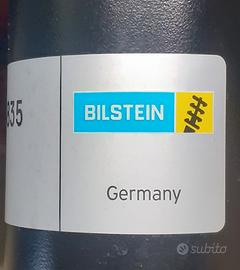 BILSTEIN
335
Germany
subito